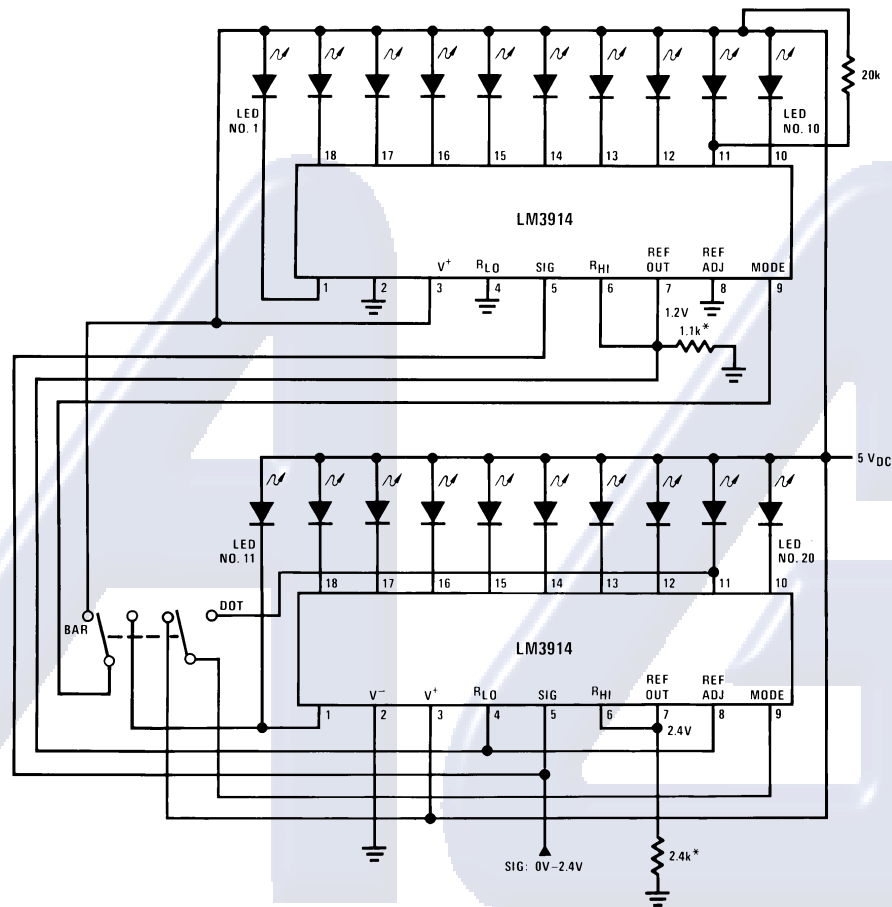 20k
LED
NO. 1
LED
NO. 10
18 17 16 15 14 13 12 11 10
LM3914
V+ RLO SIG RHI REF OUT REF ADJ MODE
1 2 3 4 5 6 7 8 9
1.2V
1.1k*
5 VDC
LED
NO. 11
LED
NO. 20
18 17 16 15 14 13 12 11 10
BAR
DOT
LM3914
V− V+ RLO SIG RHI REF OUT REF ADJ MODE
1 2 3 4 5 6 7 8 9
2.4V
2.4k*
SIG: 0V–2.4V